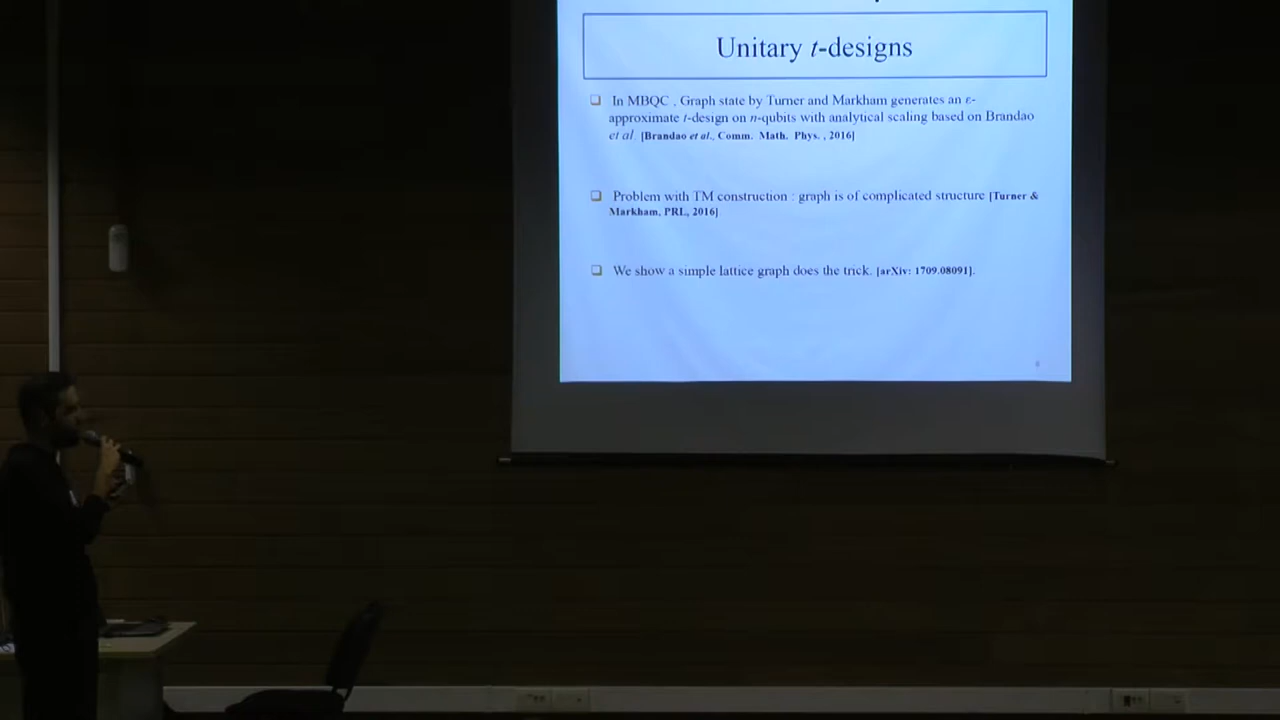 Unitary t-designs
❑ In MBQC , Graph state by Turner and Markham generates an ε-
approximate t-design on n-qubits with analytical scaling based on Brandao
et al. [Brandao et al., Comm. Math. Phys. , 2016]
❑ Problem with TM construction : graph is of complicated structure [Turner &
Markham, PRL, 2016]
❑ We show a simple lattice graph does the trick. [arXiv: 1709.08091].